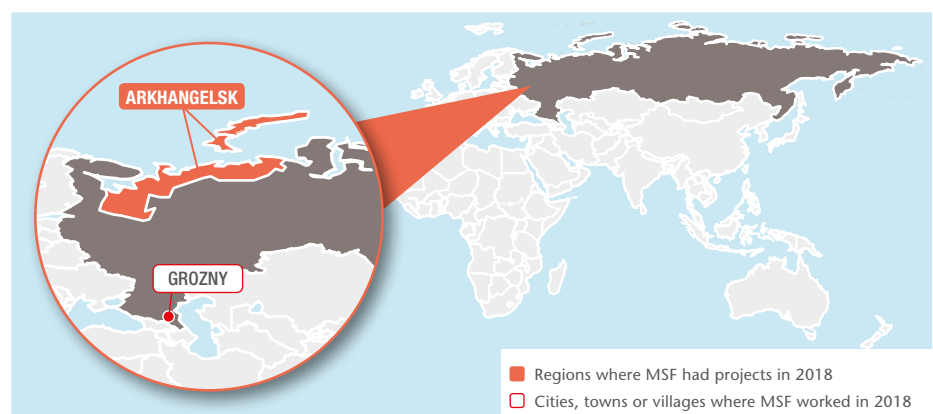 ARKHANGELSK
GROZNY
Regions where MSF had projects in 2018
Cities, towns or villages where MSF worked in 2018